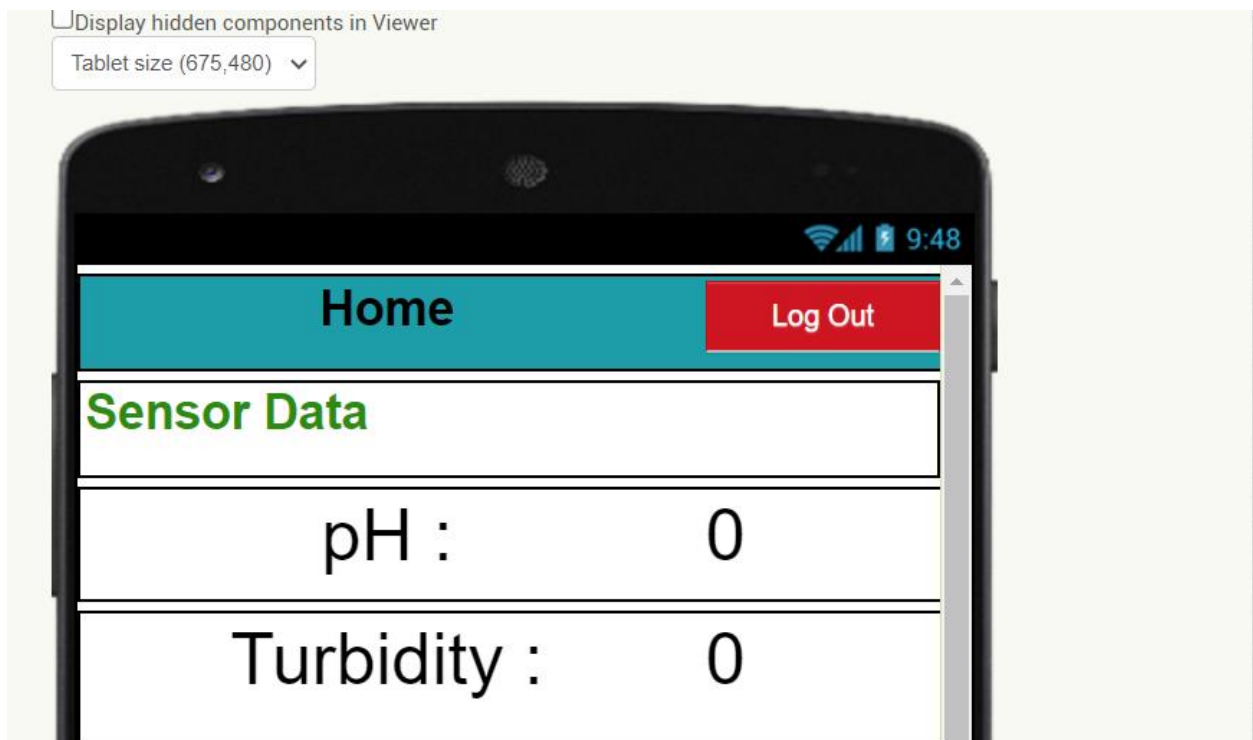 Display hidden components in Viewer
Tablet size (675,480)
9:48
Home Log Out
Sensor Data
pH : 0
Turbidity : 0